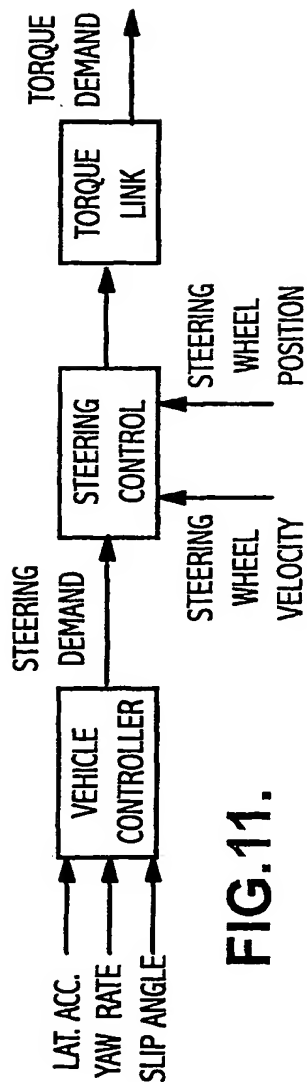 LAT. ACC.
YAW RATE
SLIP ANGLE
VEHICLE
CONTROLLER
STEERING
DEMAND
STEERING
CONTROL
STEERING
WHEEL
VELOCITY
STEERING
WHEEL
POSITION
TORQUE
LINK
TORQUE
DEMAND
FIG.11.